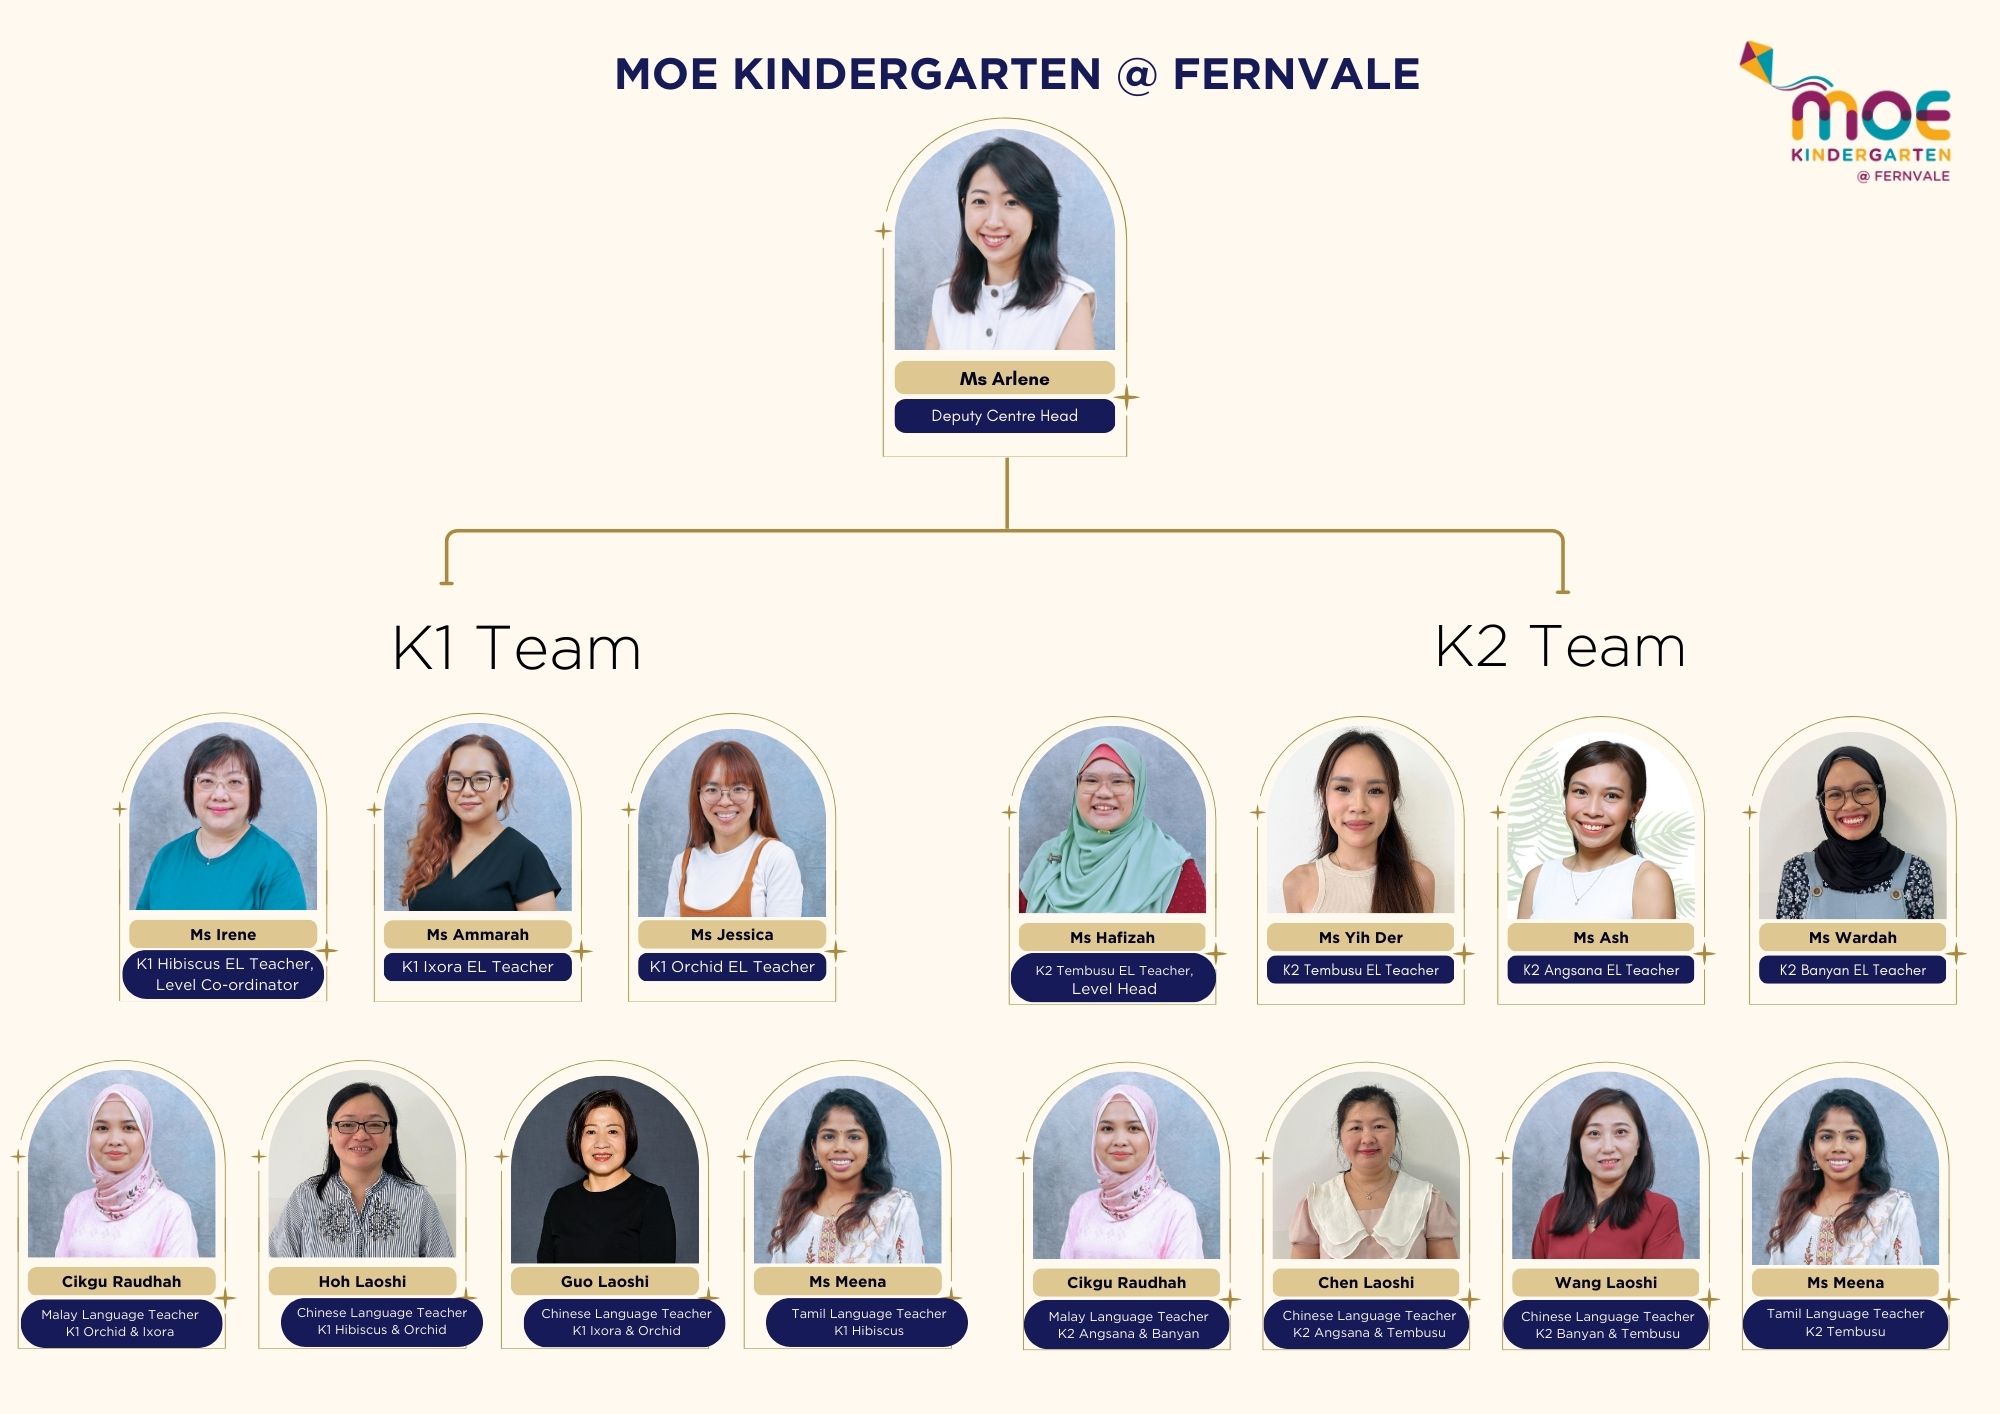 MOE KINDERGARTEN @ FERNVALE
MOE
KINDERGARTEN
@ FERNVALE
Ms Arlene
Deputy Centre Head
K1 Team
K2 Team
Ms Irene
K1 Hibiscus EL Teacher,
Level Co-ordinator
Ms Ammarah
K1 Ixora EL Teacher
Ms Jessica
K1 Orchid EL Teacher
Ms Hafizah
K2 Tembusu EL Teacher,
Level Head
Ms Yih Der
K2 Tembusu EL Teacher
Ms Ash
K2 Angsana EL Teacher
Ms Wardah
K2 Banyan EL Teacher
Cikgu Raudhah
Malay Language Teacher
K1 Orchid & Ixora
Hoh Laoshi
Chinese Language Teacher
K1 Hibiscus & Orchid
Guo Laoshi
Chinese Language Teacher
K1 Ixora & Orchid
Ms Meena
Tamil Language Teacher
K1 Hibiscus
Cikgu Raudhah
Malay Language Teacher
K2 Angsana & Banyan
Chen Laoshi
Chinese Language Teacher
K2 Angsana & Tembusu
Wang Laoshi
Chinese Language Teacher
K2 Banyan & Tembusu
Ms Meena
Tamil Language Teacher
K2 Tembusu